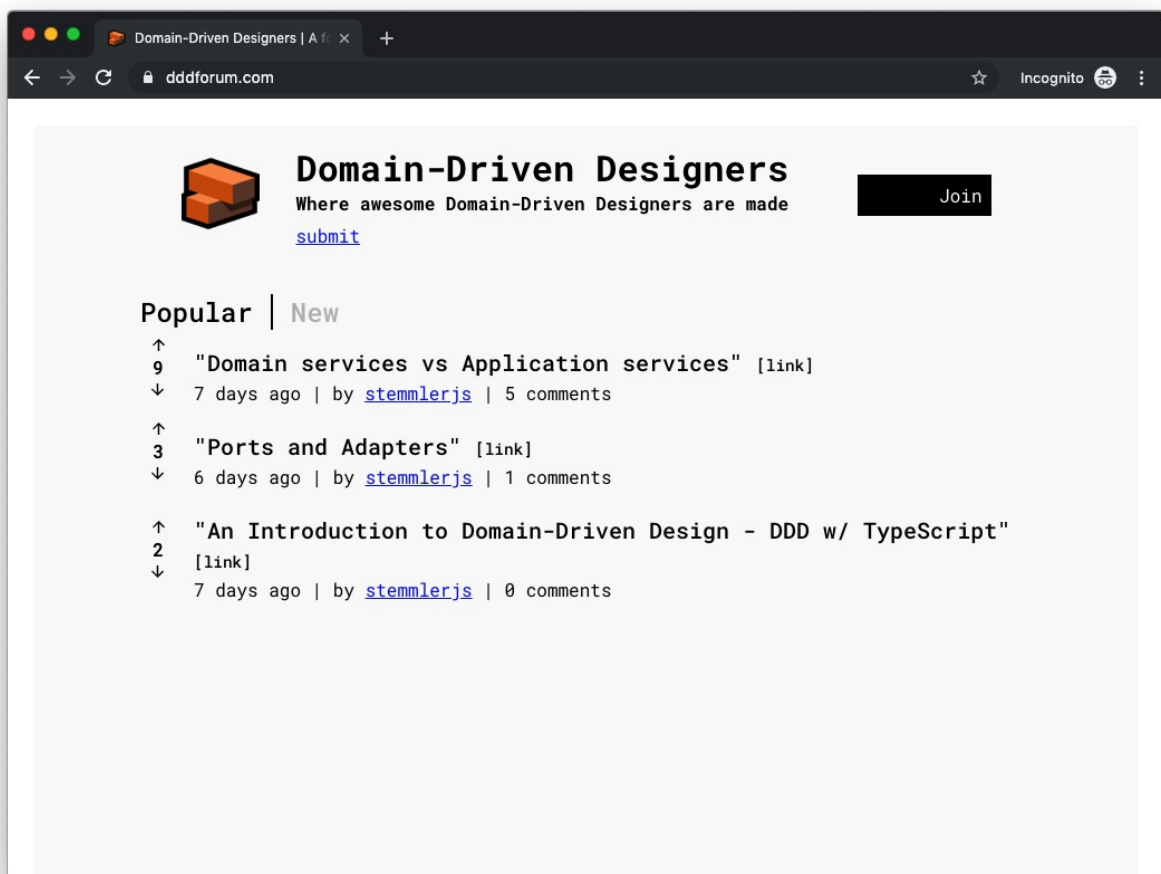 Domain-Driven Designers | A fo
dddforum.com
Incognito
Domain-Driven Designers
Where awesome Domain-Driven Designers are made
submit
Join
Popular | New
9
"Domain services vs Application services" [link]
7 days ago | by stemmlerjs | 5 comments
3
"Ports and Adapters" [link]
6 days ago | by stemmlerjs | 1 comments
2
"An Introduction to Domain-Driven Design - DDD w/ TypeScript"
[link]
7 days ago | by stemmlerjs | 0 comments